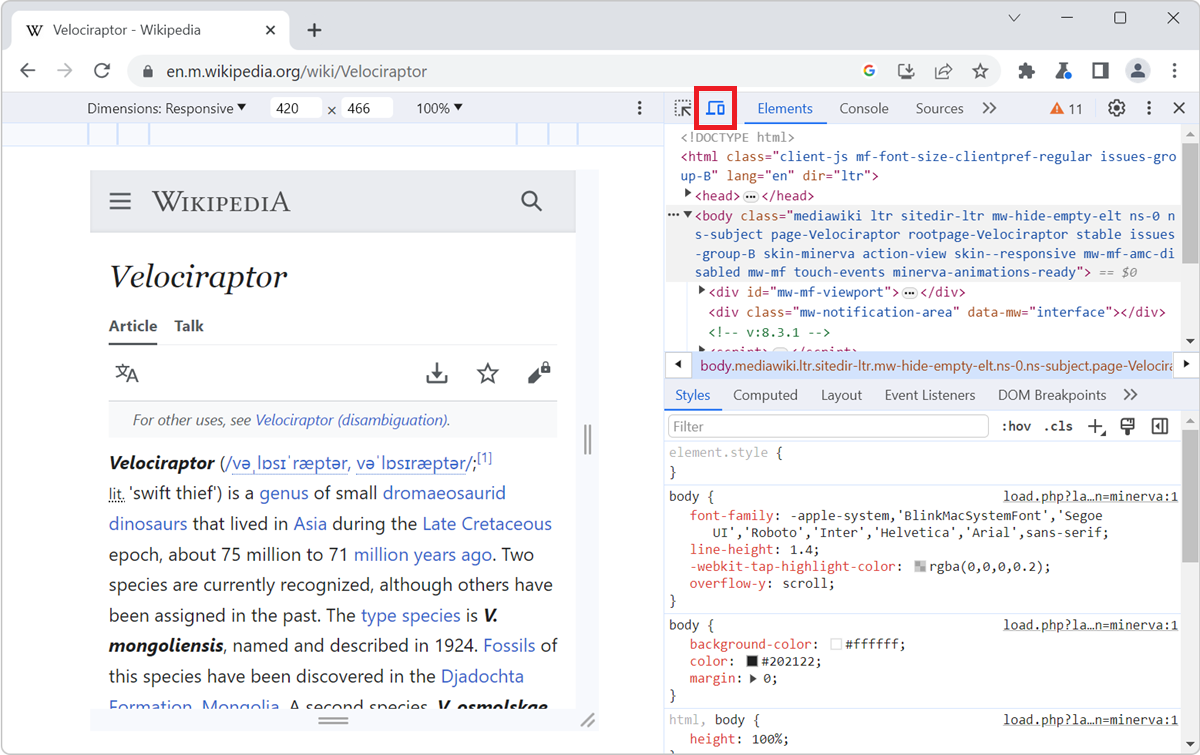 Velociraptor - Wikipedia
en.m.wikipedia.org/wiki/Velociraptor
Dimensions: Responsive 420 × 466 100%
WIKIPEDIA
Velociraptor
Article Talk
For other uses, see Velociraptor (disambiguation).
Velociraptor (/vəˌlɒsɪˈræptər, vəˈlɒsɪræptər/;[1]
lit. 'swift thief') is a genus of small dromaeosaurid
dinosaurs that lived in Asia during the Late Cretaceous
epoch, about 75 million to 71 million years ago. Two
species are currently recognized, although others have
been assigned in the past. The type species is V.
mongoliensis, named and described in 1924. Fossils of
this species have been discovered in the Djadochta
Formation, Mongolia. A second species, V. osmolskae,
Elements Console Sources 11
<!DOCTYPE html>
<html class="client-js mf-font-size-clientpref-regular issues-gro
up-B" lang="en" dir="ltr">
<head>…</head>
<body class="mediawiki ltr sitedir-ltr mw-hide-empty-elt ns-0 n
s-subject page-Velociraptor rootpage-Velociraptor stable issues
-group-B skin-minerva action-view skin--responsive mw-mf-amc-di
sabled mw-mf touch-events minerva-animations-ready"> == $0
<div id="mw-mf-viewport">…</div>
<div class="mw-notification-area" data-mw="interface"></div>
<!-- v:8.3.1 -->
<script>…</script>
body.mediawiki.ltr.sitedir-ltr.mw-hide-empty-elt.ns-0.ns-subject.page-Velocira
Styles Computed Layout Event Listeners DOM Breakpoints
Filter :hov .cls
element.style {
}
body { load.php?la…n=minerva:1
font-family: -apple-system,'BlinkMacSystemFont','Segoe
UI','Roboto','Inter','Helvetica','Arial',sans-serif;
line-height: 1.4;
-webkit-tap-highlight-color: rgba(0,0,0,0.2);
overflow-y: scroll;
}
body { load.php?la…n=minerva:1
background-color: #ffffff;
color: #202122;
margin: 0;
}
html, body { load.php?la…n=minerva:1
height: 100%;